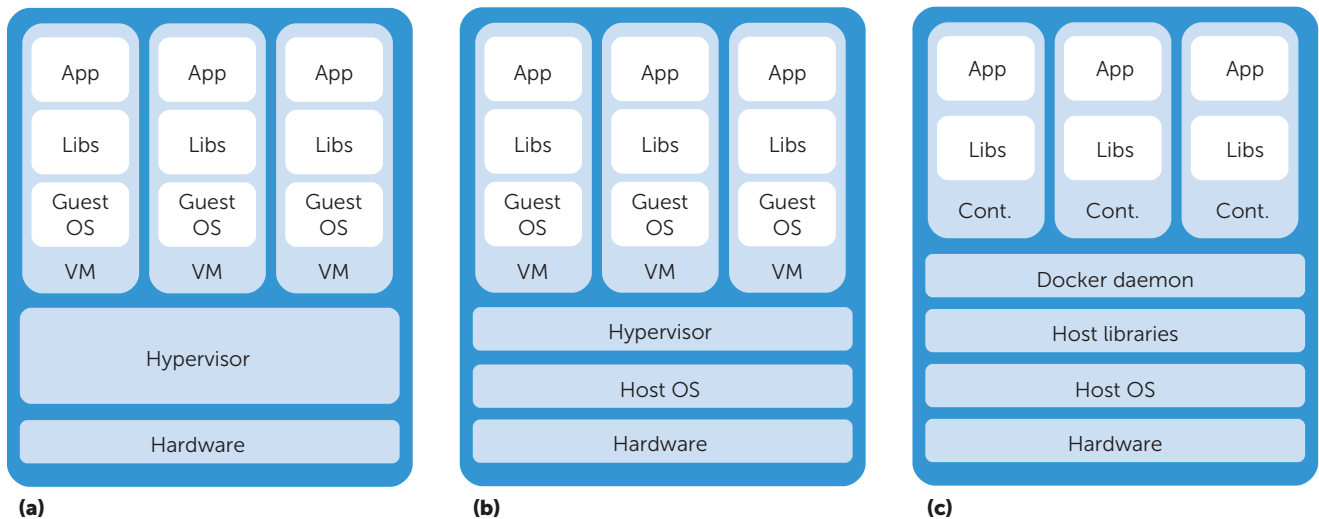 App App App
Libs Libs Libs
Guest Guest Guest
OS OS OS
VM VM VM
Hypervisor
Hardware
(a)
App App App
Libs Libs Libs
Guest Guest Guest
OS OS OS
VM VM VM
Hypervisor
Host OS
Hardware
(b)
App App App
Libs Libs Libs
Cont. Cont. Cont.
Docker daemon
Host libraries
Host OS
Hardware
(c)